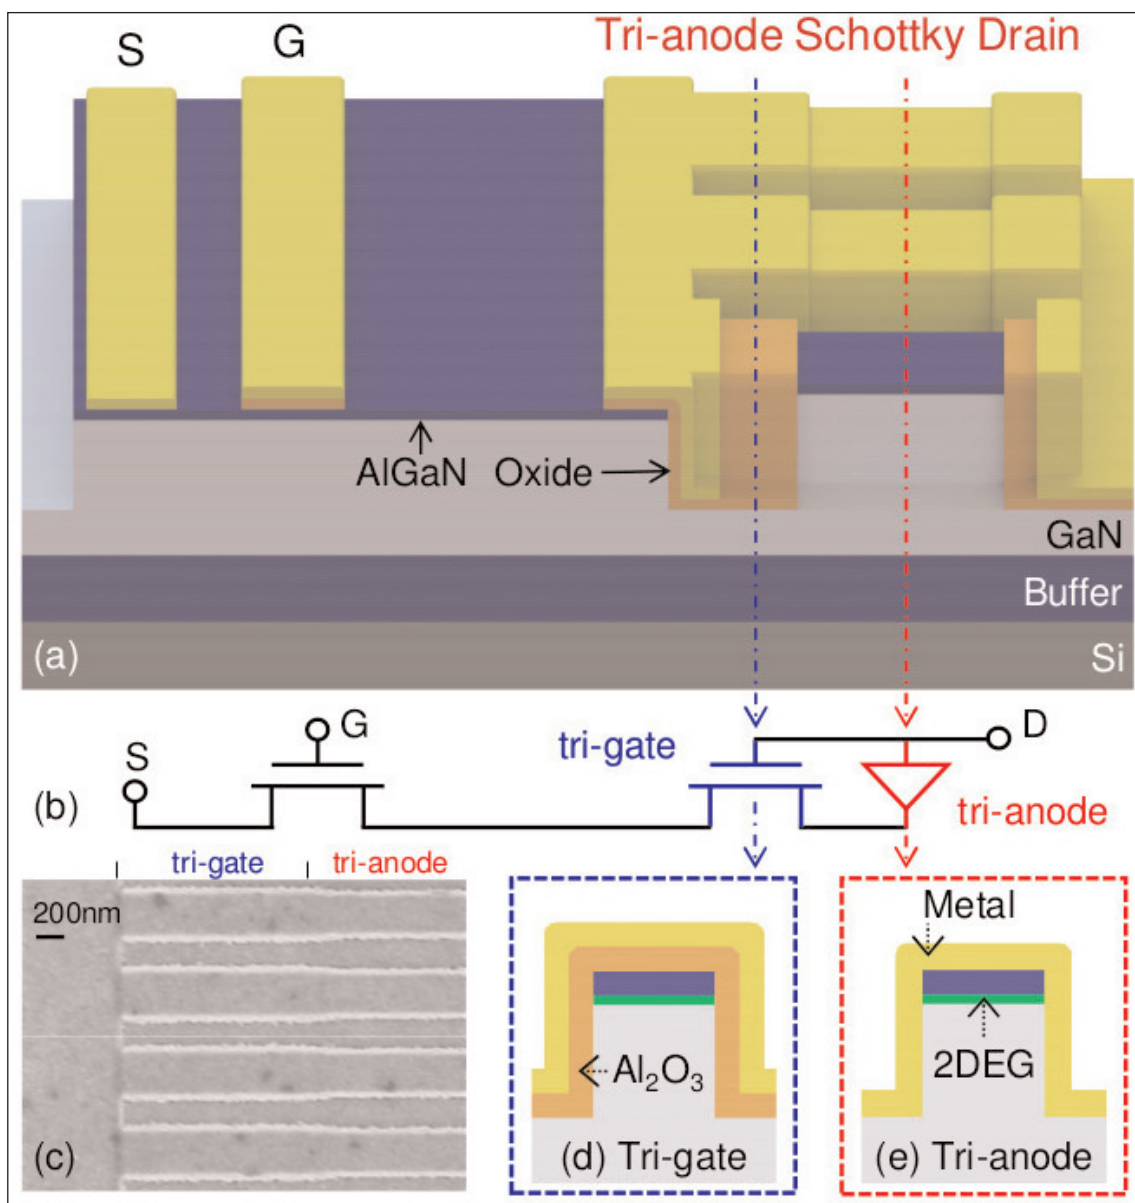 S G Tri-anode Schottky Drain
AlGaN Oxide
GaN
Buffer
(a) Si
S G tri-gate D
(b) tri-anode
tri-gate tri-anode
200nm
(c)
Al₂O₃
(d) Tri-gate
Metal
2DEG
(e) Tri-anode